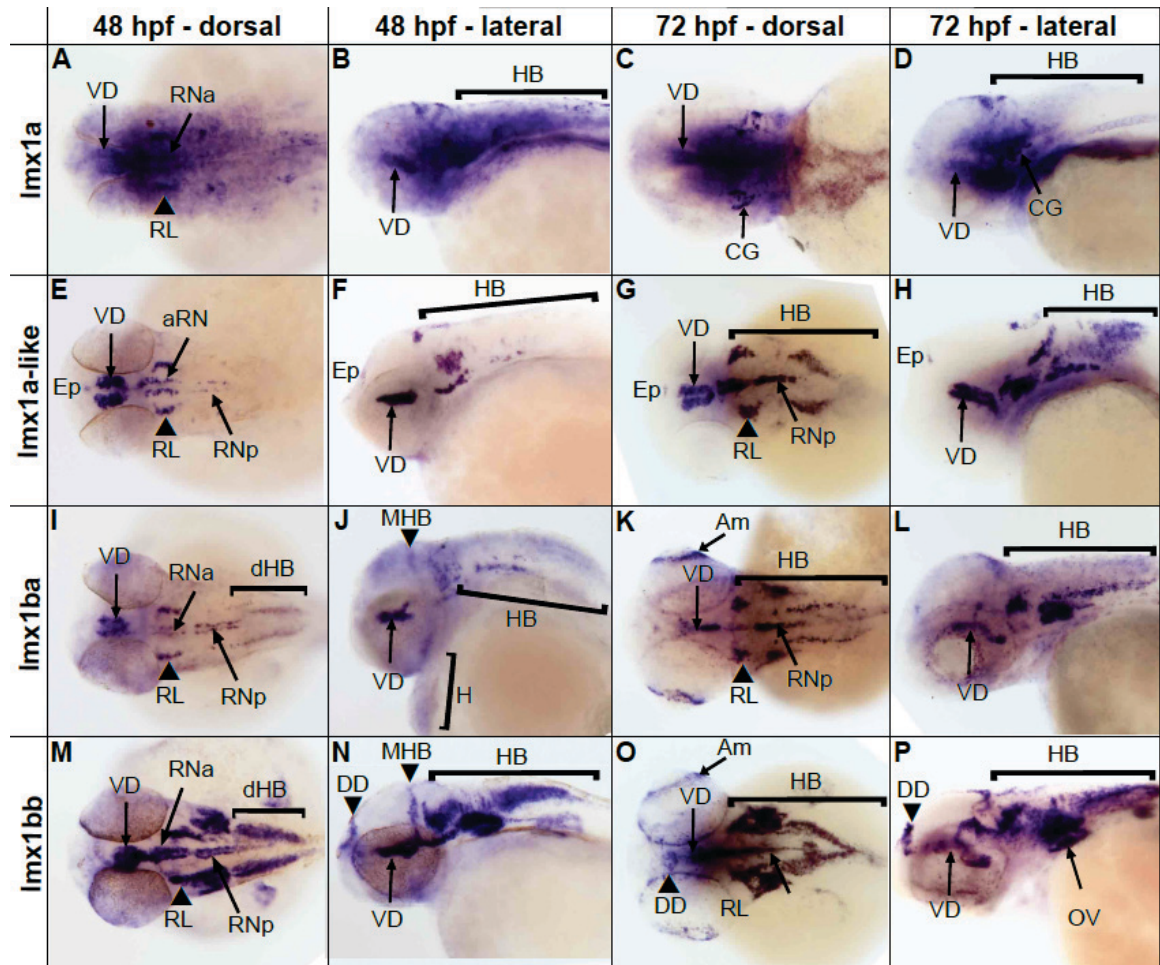 48 hpf - dorsal
48 hpf - lateral
72 hpf - dorsal
72 hpf - lateral
lmx1a
A
VD
RNa
RL
B
HB
VD
C
VD
CG
D
HB
VD
CG
lmx1a-like
E
VD
aRN
Ep
RL
RNp
F
HB
Ep
VD
G
VD
HB
Ep
RL
RNp
H
HB
Ep
VD
lmx1ba
I
VD
RNa
dHB
RL
RNp
J
MHB
HB
VD
H
K
Am
VD
HB
RL
RNp
L
HB
VD
lmx1bb
M
RNa
VD
dHB
RL
RNp
N
MHB
HB
DD
VD
O
Am
VD
HB
DD
RL
P
HB
DD
VD
OV